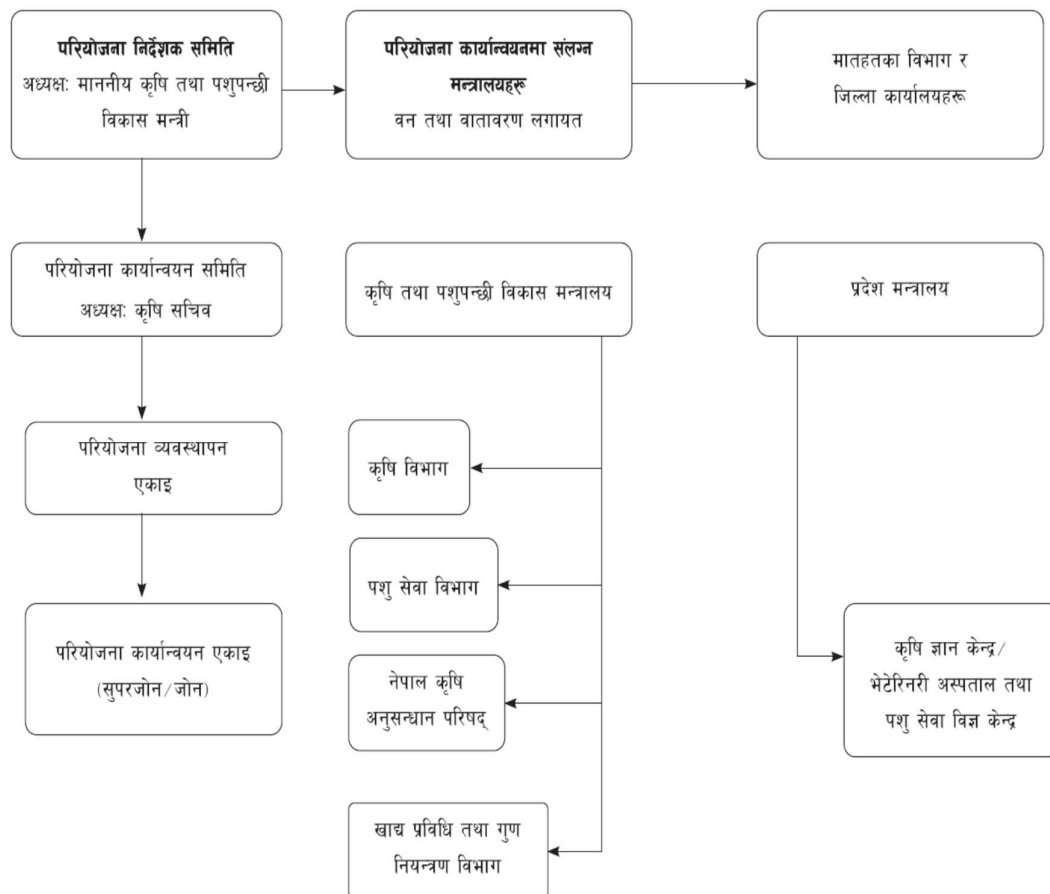 परियोजना निर्देशक समिति
अध्यक्ष: माननीय कृषि तथा पशुपन्छी
विकास मन्त्री
परियोजना कार्यान्वयनमा संलग्न
मन्त्रालयहरू
वन तथा वातावरण लगायत
मातहतका विभाग र
जिल्ला कार्यालयहरू
परियोजना कार्यान्वयन समिति
अध्यक्ष: कृषि सचिव
कृषि तथा पशुपन्छी विकास मन्त्रालय
प्रदेश मन्त्रालय
परियोजना व्यवस्थापन
एकाइ
कृषि विभाग
पशु सेवा विभाग
परियोजना कार्यान्वयन एकाइ
(सुपरजोन/जोन)
नेपाल कृषि
अनुसन्धान परिषद्
कृषि ज्ञान केन्द्र/
भेटेरिनरी अस्पताल तथा
पशु सेवा विज्ञ केन्द्र
खाद्य प्रविधि तथा गुण
नियन्त्रण विभाग